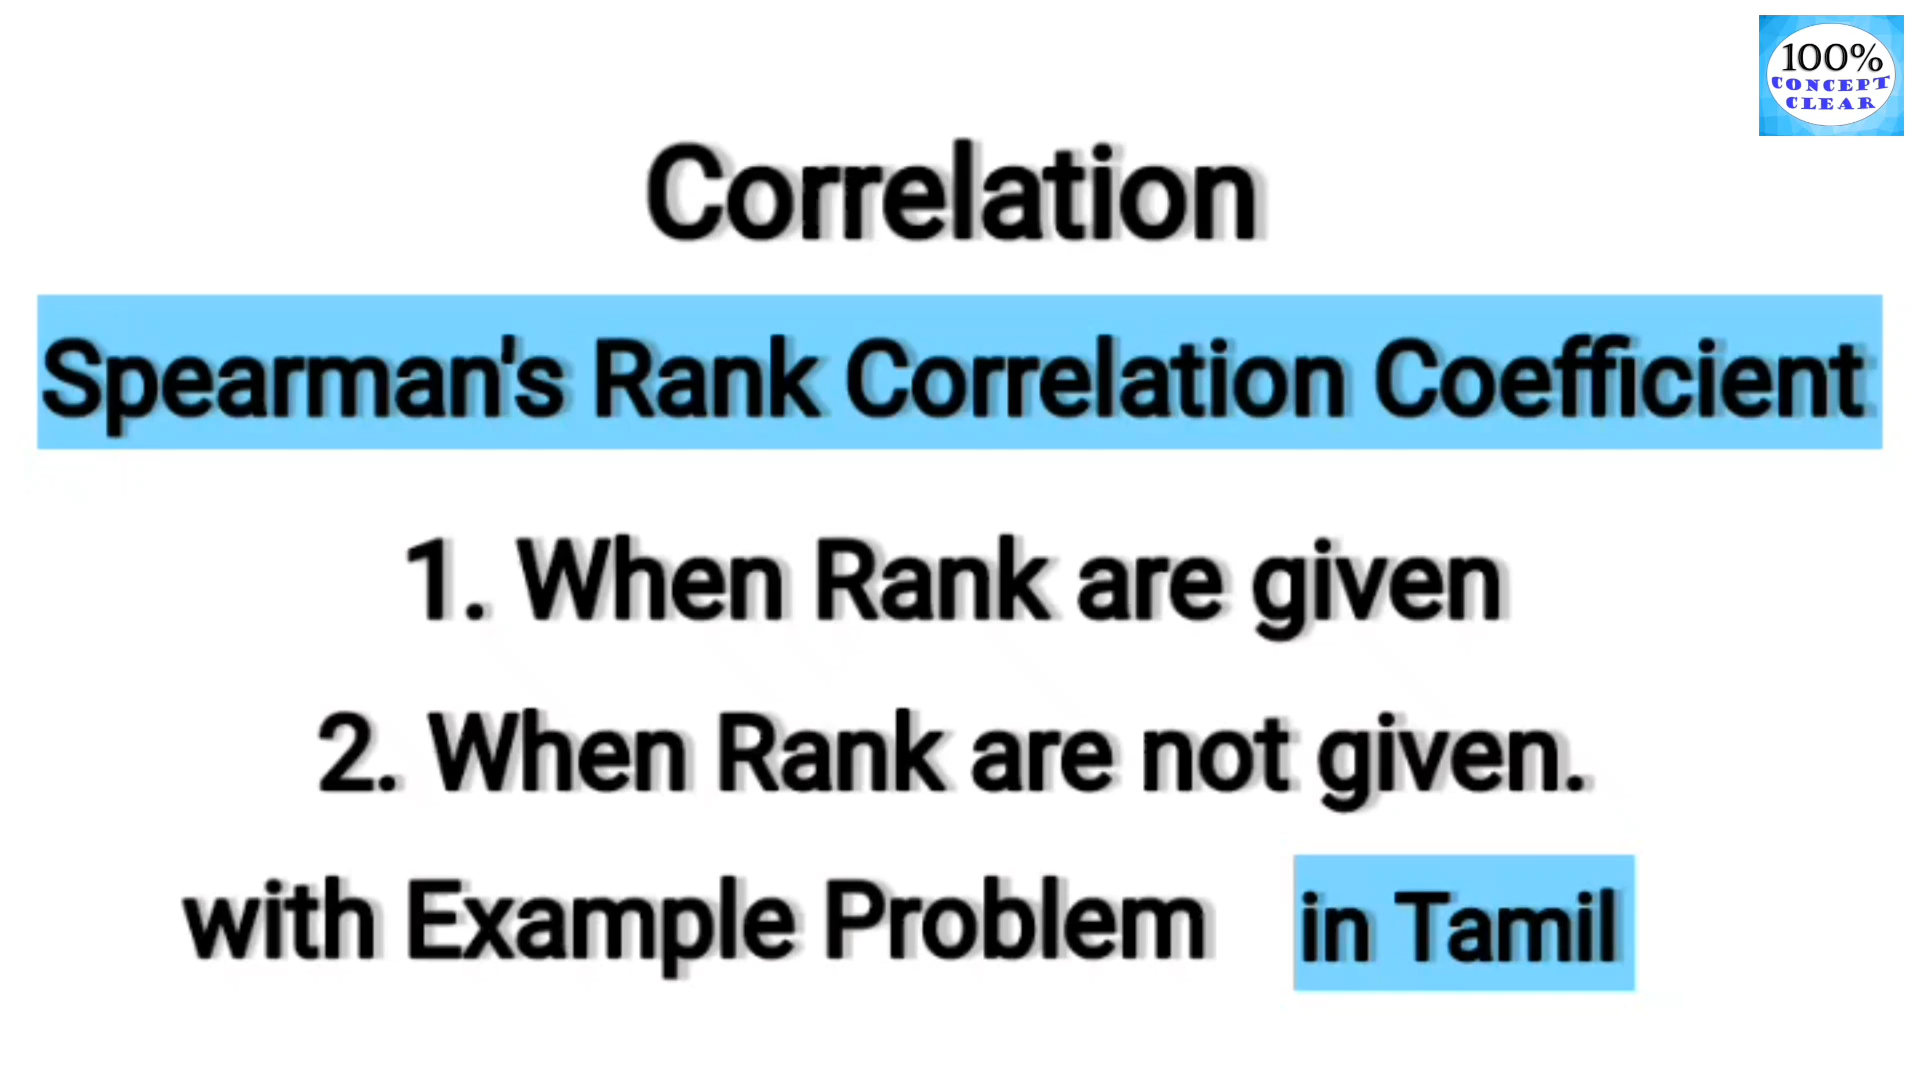 100%
CONCEPT
CLEAR
Correlation
Spearman's Rank Correlation Coefficient
1. When Rank are given
2. When Rank are not given.
with Example Problem in Tamil